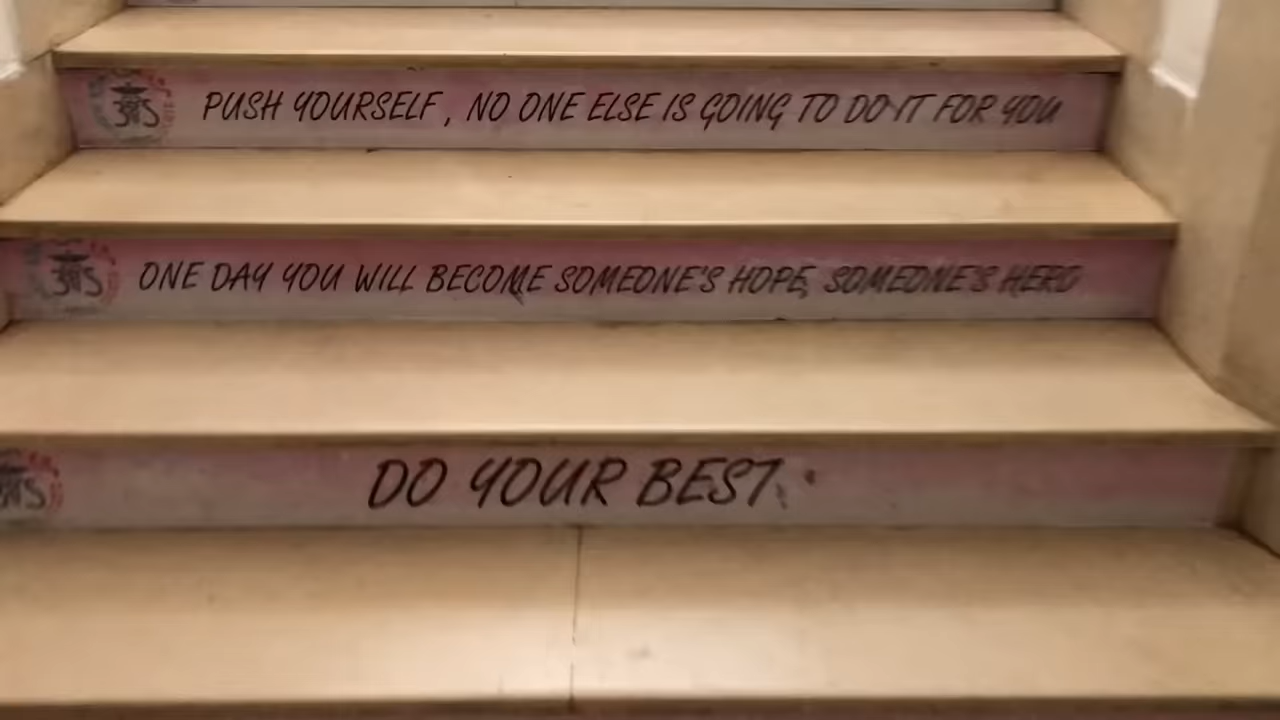 PUSH YOURSELF, NO ONE ELSE IS GOING TO DO IT FOR YOU
ONE DAY YOU WILL BECOME SOMEONE'S HOPE, SOMEONE'S HERO
DO YOUR BEST